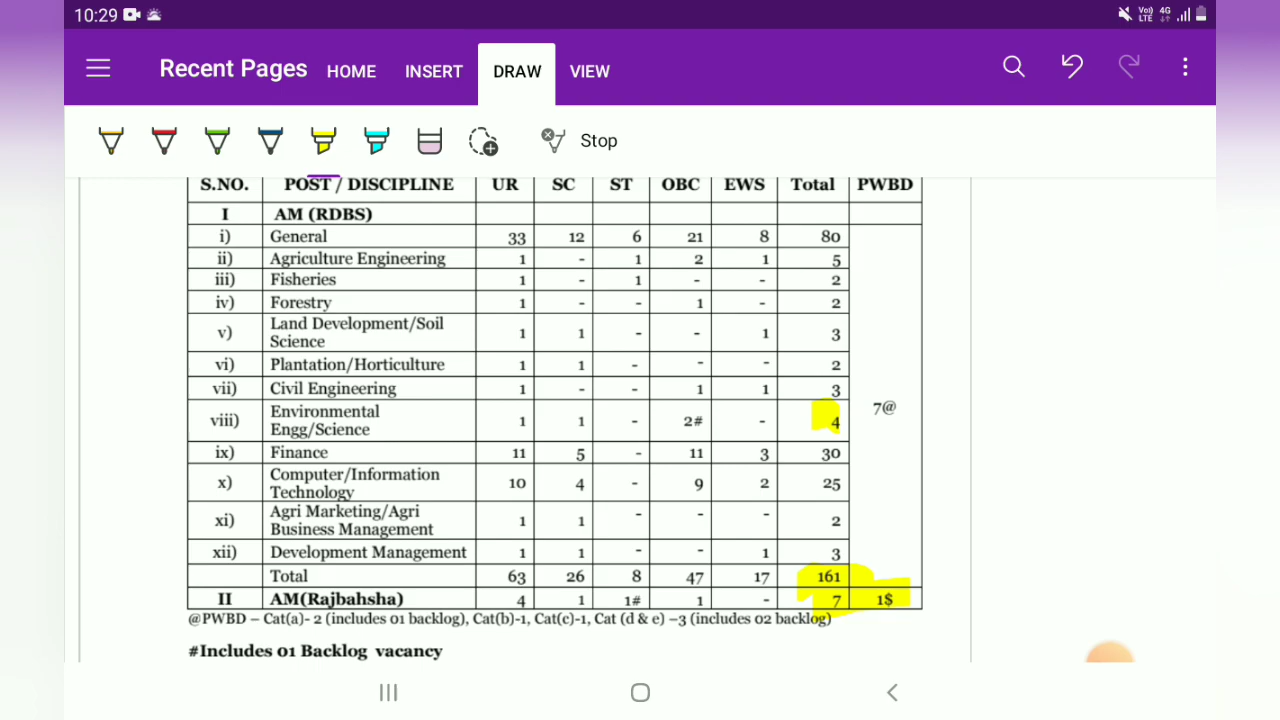 10:29 Vo) LTE 4G
Recent Pages HOME INSERT DRAW VIEW
Stop
S.NO. POST / DISCIPLINE UR SC ST OBC EWS Total PWBD
I AM (RDBS)
i) General 33 12 6 21 8 80
ii) Agriculture Engineering 1 - 1 2 1 5
iii) Fisheries 1 - 1 - - 2
iv) Forestry 1 - - 1 - 2
v) Land Development/Soil
Science 1 1 - - 1 3
vi) Plantation/Horticulture 1 1 - - - 2
vii) Civil Engineering 1 - - 1 1 3
7@
viii) Environmental
Engg/Science 1 1 - 2# - 4
ix) Finance 11 5 - 11 3 30
x) Computer/Information
Technology 10 4 - 9 2 25
xi) Agri Marketing/Agri
Business Management 1 1 - - - 2
xii) Development Management 1 1 - - 1 3
Total 63 26 8 47 17 161
II AM(Rajbahsha) 4 1 1# 1 - 7 1$
@PWBD – Cat(a)- 2 (includes 01 backlog), Cat(b)-1, Cat(c)-1, Cat (d & e) –3 (includes 02 backlog)
#Includes 01 Backlog vacancy